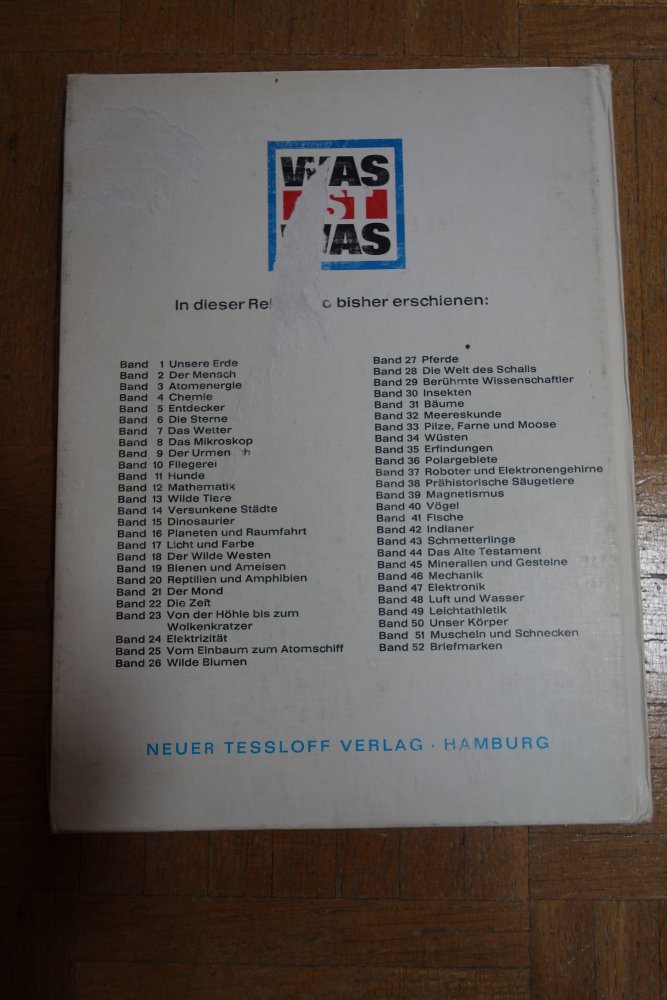 WAS
IST
WAS
In dieser bisher erschienen:
Band 1 Unsere Erde
Band 2 Der Mensch
Band 3 Atomenergie
Band 4 Chemie
Band 5 Entdecker
Band 6 Die Sterne
Band 7 Das Wetter
Band 8 Das Mikroskop
Band 9 Der
Band 10 Fliegerei
Band 11 Hunde
Band 12 Mathematik
Band 13 Wilde Tiere
Band 14 Versunkene Städte
Band 15 Dinosaurier
Band 16 Planeten und Raumfahrt
Band 17 Licht und Farbe
Band 18 Der Wilde Westen
Band 19 Bienen und Ameisen
Band 20 Reptilien und Amphibien
Band 21 Der Mond
Band 22 Die Zeit
Band 23 Von der Höhle bis zum
Wolkenkratzer
Band 24 Elektrizität
Band 25 Vom Einbaum zum Atomschiff
Band 26 Wilde Blumen
Band 27 Pferde
Band 28 Die Welt des Schalls
Band 29 Berühmte Wissenschaftler
Band 30 Insekten
Band 31 Bäume
Band 32 Meereskunde
Band 33 Pilze, Farne und Moose
Band 34 Wüsten
Band 35 Erfindungen
Band 36 Polargebiete
Band 37 Roboter und Elektronengehirne
Band 38 Prähistorische Säugetiere
Band 39 Magnetismus
Band 40 Vögel
Band 41 Fische
Band 42 Indianer
Band 43 Schmetterlinge
Band 44 Das Alte Testament
Band 45 Mineralien und Gesteine
Band 46 Mechanik
Band 47 Elektronik
Band 48 Luft und Wasser
Band 49 Leichtathletik
Band 50 Unser Körper
Band 51 Muscheln und Schnecken
Band 52 Briefmarken
NEUER TESSLOFF VERLAG · HAMBURG